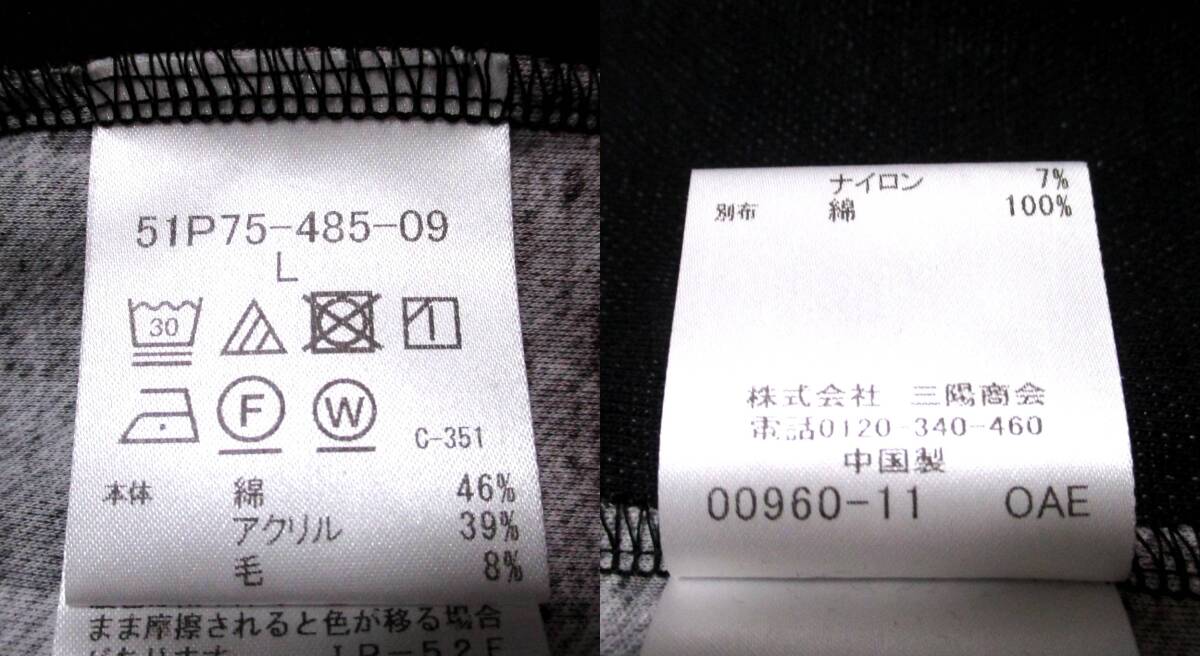 51P75-485-09
L
30
F W C-351
本体 綿 46%
アクリル 39%
毛 8%
まま摩擦されると色が移る場合
ナイロン 7%
別布 綿 100%
株式会社 三陽商会
電話0120-340-460
中国製
00960-11 OAE